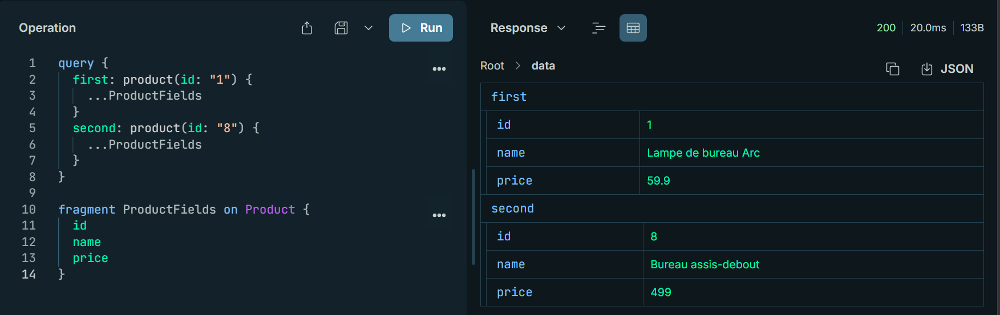 Operation
Run
1 query {
2 first: product(id: "1") {
3 ...ProductFields
4 }
5 second: product(id: "8") {
6 ...ProductFields
7 }
8 }
9
10 fragment ProductFields on Product {
11 id
12 name
13 price
14 }
Response
200 20.0ms 133B
Root > data
JSON
first
id 1
name Lampe de bureau Arc
price 59.9
second
id 8
name Bureau assis-debout
price 499